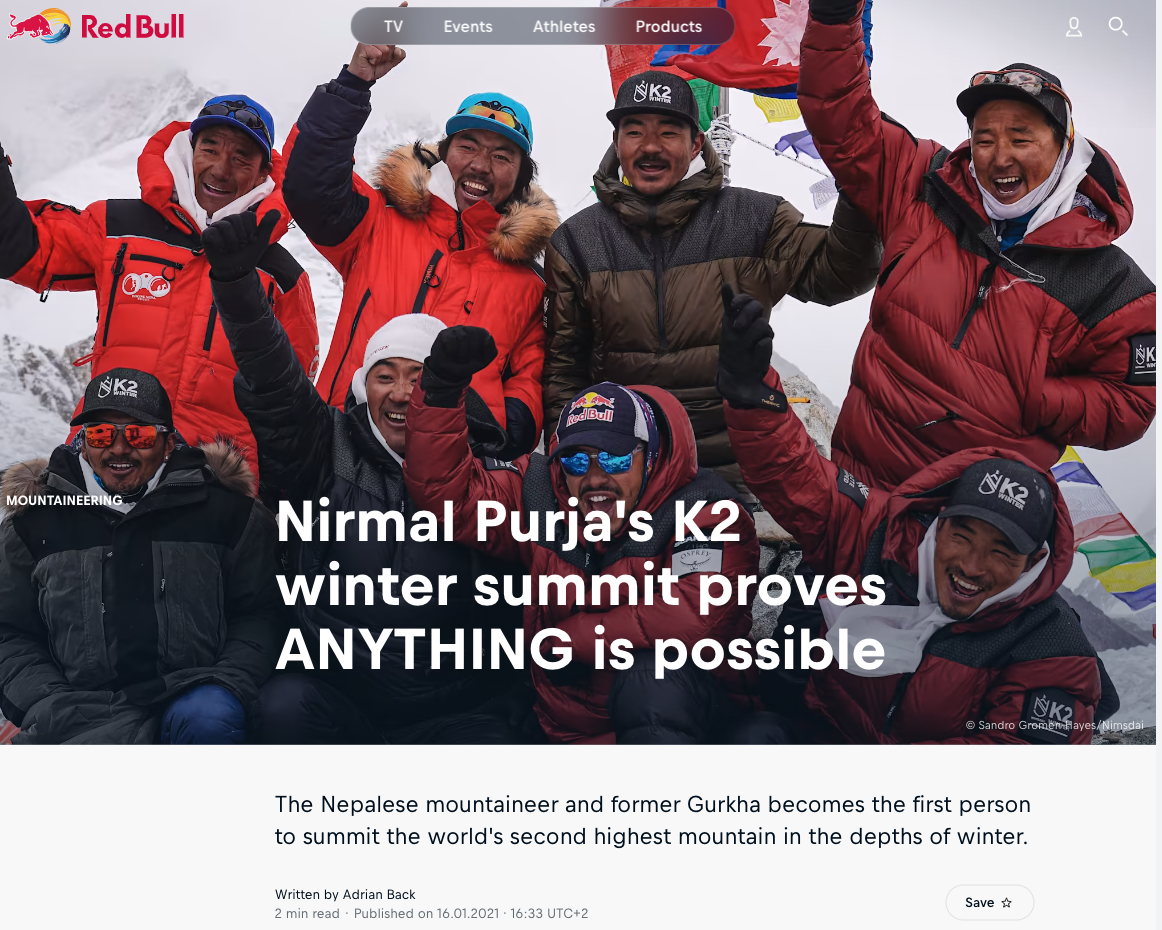 Red Bull
TV
Events
Athletes
Products
K2
WINTER
K2
WINTER
Red Bull
K2
WINTER
OSPREY
K2
MOUNTAINEERING
Nirmal Purja's K2
winter summit proves
ANYTHING is possible
© Sandro Gromen-Hayes/Nimsdai
The Nepalese mountaineer and former Gurkha becomes the first person
to summit the world's second highest mountain in the depths of winter.
Written by Adrian Back
2 min read · Published on 16.01.2021 · 16:33 UTC+2
Save